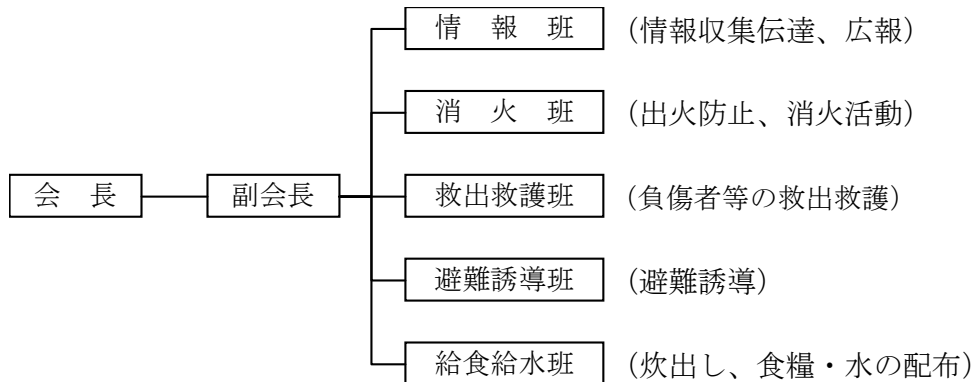 情　報　班　（情報収集伝達、広報）
消　火　班　（出火防止、消火活動）
会　長　副会長　救出救護班　（負傷者等の救出救護）
避難誘導班　（避難誘導）
給食給水班　（炊出し、食糧・水の配布）